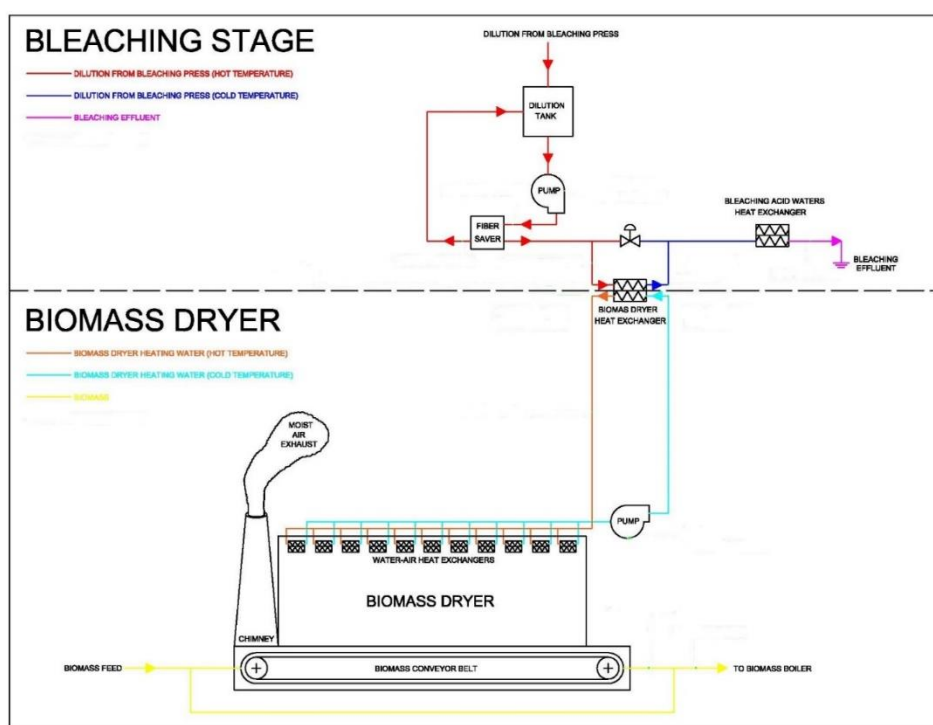 BLEACHING STAGE
DILUTION FROM BLEACHING PRESS (HOT TEMPERATURE)
DILUTION FROM BLEACHING PRESS (COLD TEMPERATURE)
BLEACHING EFFLUENT
DILUTION FROM BLEACHING PRESS
DILUTION
TANK
PUMP
FIBER
SAVER
BLEACHING ACID WATERS
HEAT EXCHANGER
BLEACHING
EFFLUENT
BIOMAS DRYER
HEAT EXCHANGER
BIOMASS DRYER
BIOMASS DRYER HEATING WATER (HOT TEMPERATURE)
BIOMASS DRYER HEATING WATER (COLD TEMPERATURE)
BIOMASS
MOIST
AIR
EXHAUST
PUMP
WATER-AIR HEAT EXCHANGERS
BIOMASS DRYER
CHIMNEY
BIOMASS FEED
BIOMASS CONVEYOR BELT
TO BIOMASS BOILER